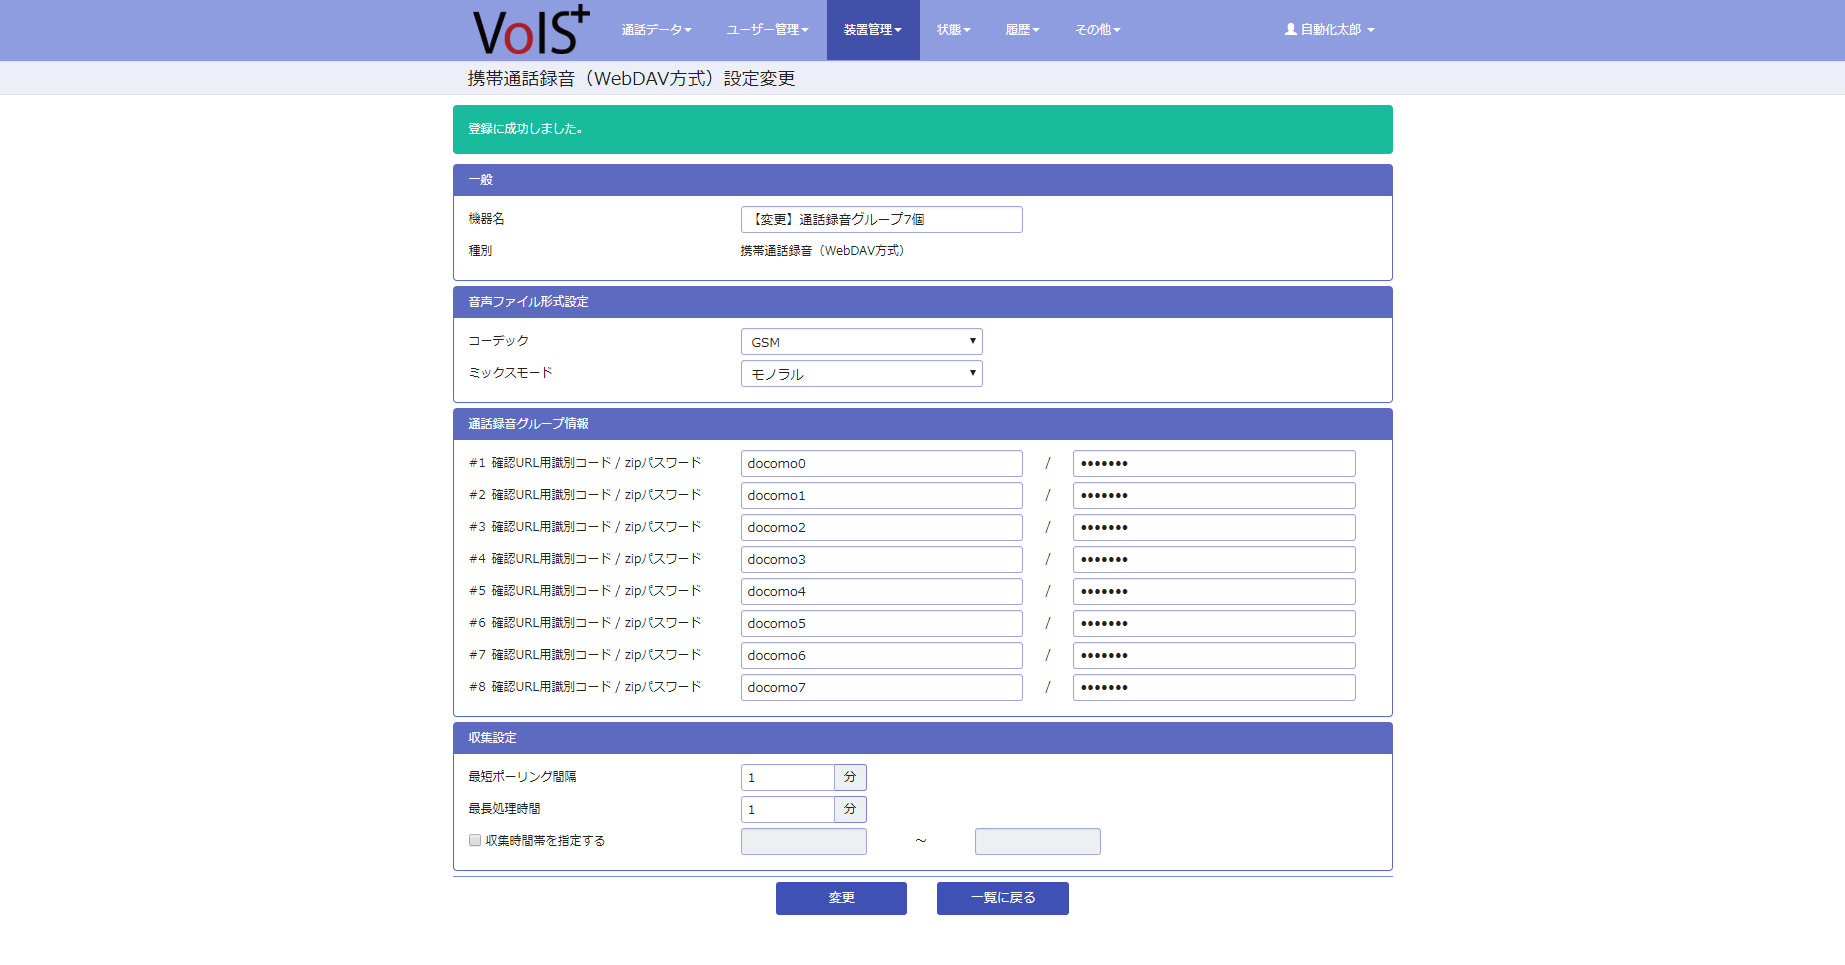 VoIS+ 通話データ ユーザー管理 装置管理 状態 履歴 その他 自動化太郎
携帯通話録音（WebDAV方式）設定変更
登録に成功しました。
一般
機器名 【変更】通話録音グループ7個
種別 携帯通話録音（WebDAV方式）
音声ファイル形式設定
コーデック GSM
ミックスモード モノラル
通話録音グループ情報
#1 確認URL用識別コード / zipパスワード docomo0 / •••••••
#2 確認URL用識別コード / zipパスワード docomo1 / •••••••
#3 確認URL用識別コード / zipパスワード docomo2 / •••••••
#4 確認URL用識別コード / zipパスワード docomo3 / •••••••
#5 確認URL用識別コード / zipパスワード docomo4 / •••••••
#6 確認URL用識別コード / zipパスワード docomo5 / •••••••
#7 確認URL用識別コード / zipパスワード docomo6 / •••••••
#8 確認URL用識別コード / zipパスワード docomo7 / •••••••
収集設定
最短ポーリング間隔 1 分
最長処理時間 1 分
収集時間帯を指定する ～
変更 一覧に戻る